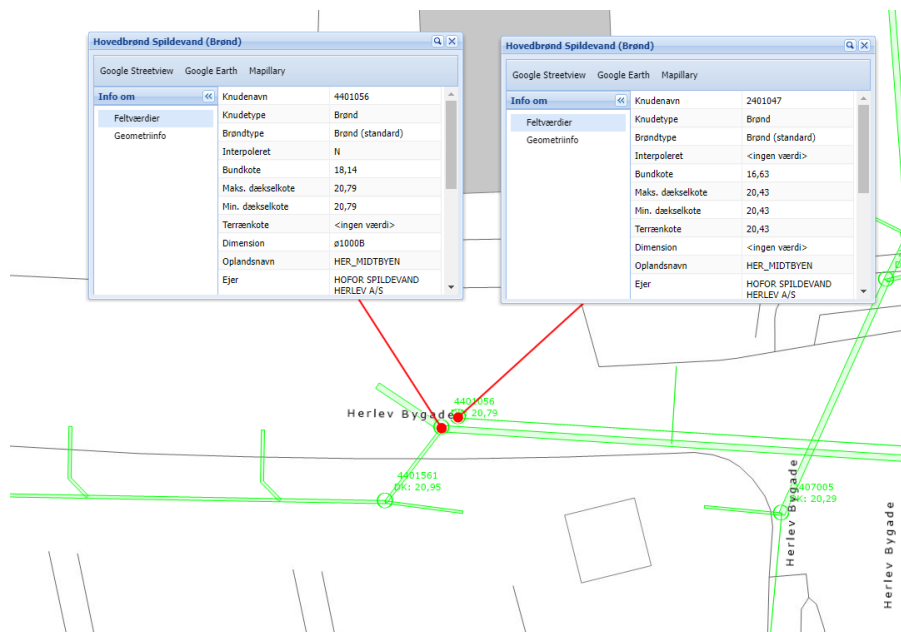 Hovedbrønd Spildevand (Brønd)
Google Streetview Google Earth Mapillary
Info om
Feltværdier
Geometriinfo
Knudenavn 4401056
Knudetype Brønd
Brøndtype Brønd (standard)
Interpoleret N
Bundkote 18,14
Maks. dækselkote 20,79
Min. dækselkote 20,79
Terrænkote <ingen værdi>
Dimension ø1000B
Oplandsnavn HER_MIDTBYEN
Ejer HOFOR SPILDEVAND
HERLEV A/S
Hovedbrønd Spildevand (Brønd)
Google Streetview Google Earth Mapillary
Info om
Feltværdier
Geometriinfo
Knudenavn 2401047
Knudetype Brønd
Brøndtype Brønd (standard)
Interpoleret <ingen værdi>
Bundkote 16,63
Maks. dækselkote 20,43
Min. dækselkote 20,43
Terrænkote 20,43
Dimension <ingen værdi>
Oplandsnavn HER_MIDTBYEN
Ejer HOFOR SPILDEVAND
HERLEV A/S
4401056
Herlev Bygade
20,79
4401561
DK: 20,95
2407005
DK: 20,29
Herlev Bygade
Herlev Bygade